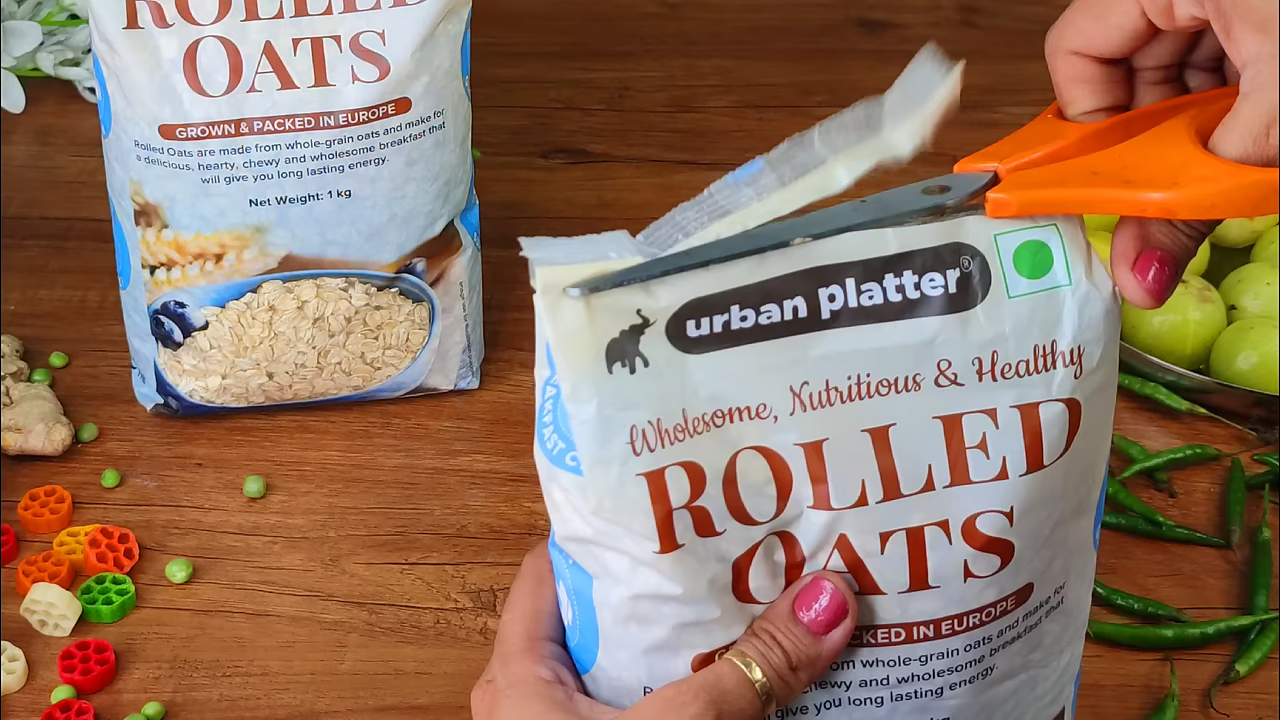 ROLLED
OATS
GROWN & PACKED IN EUROPE
Rolled Oats are made from whole-grain oats and make for
a delicious, hearty, chewy and wholesome breakfast that
will give you long lasting energy.
Net Weight: 1 kg
urban platter®
Wholesome, Nutritious & Healthy
ROLLED
OATS
CKED IN EUROPE
om whole-grain oats and make for
chewy and wholesome breakfast that
give you long lasting energy.